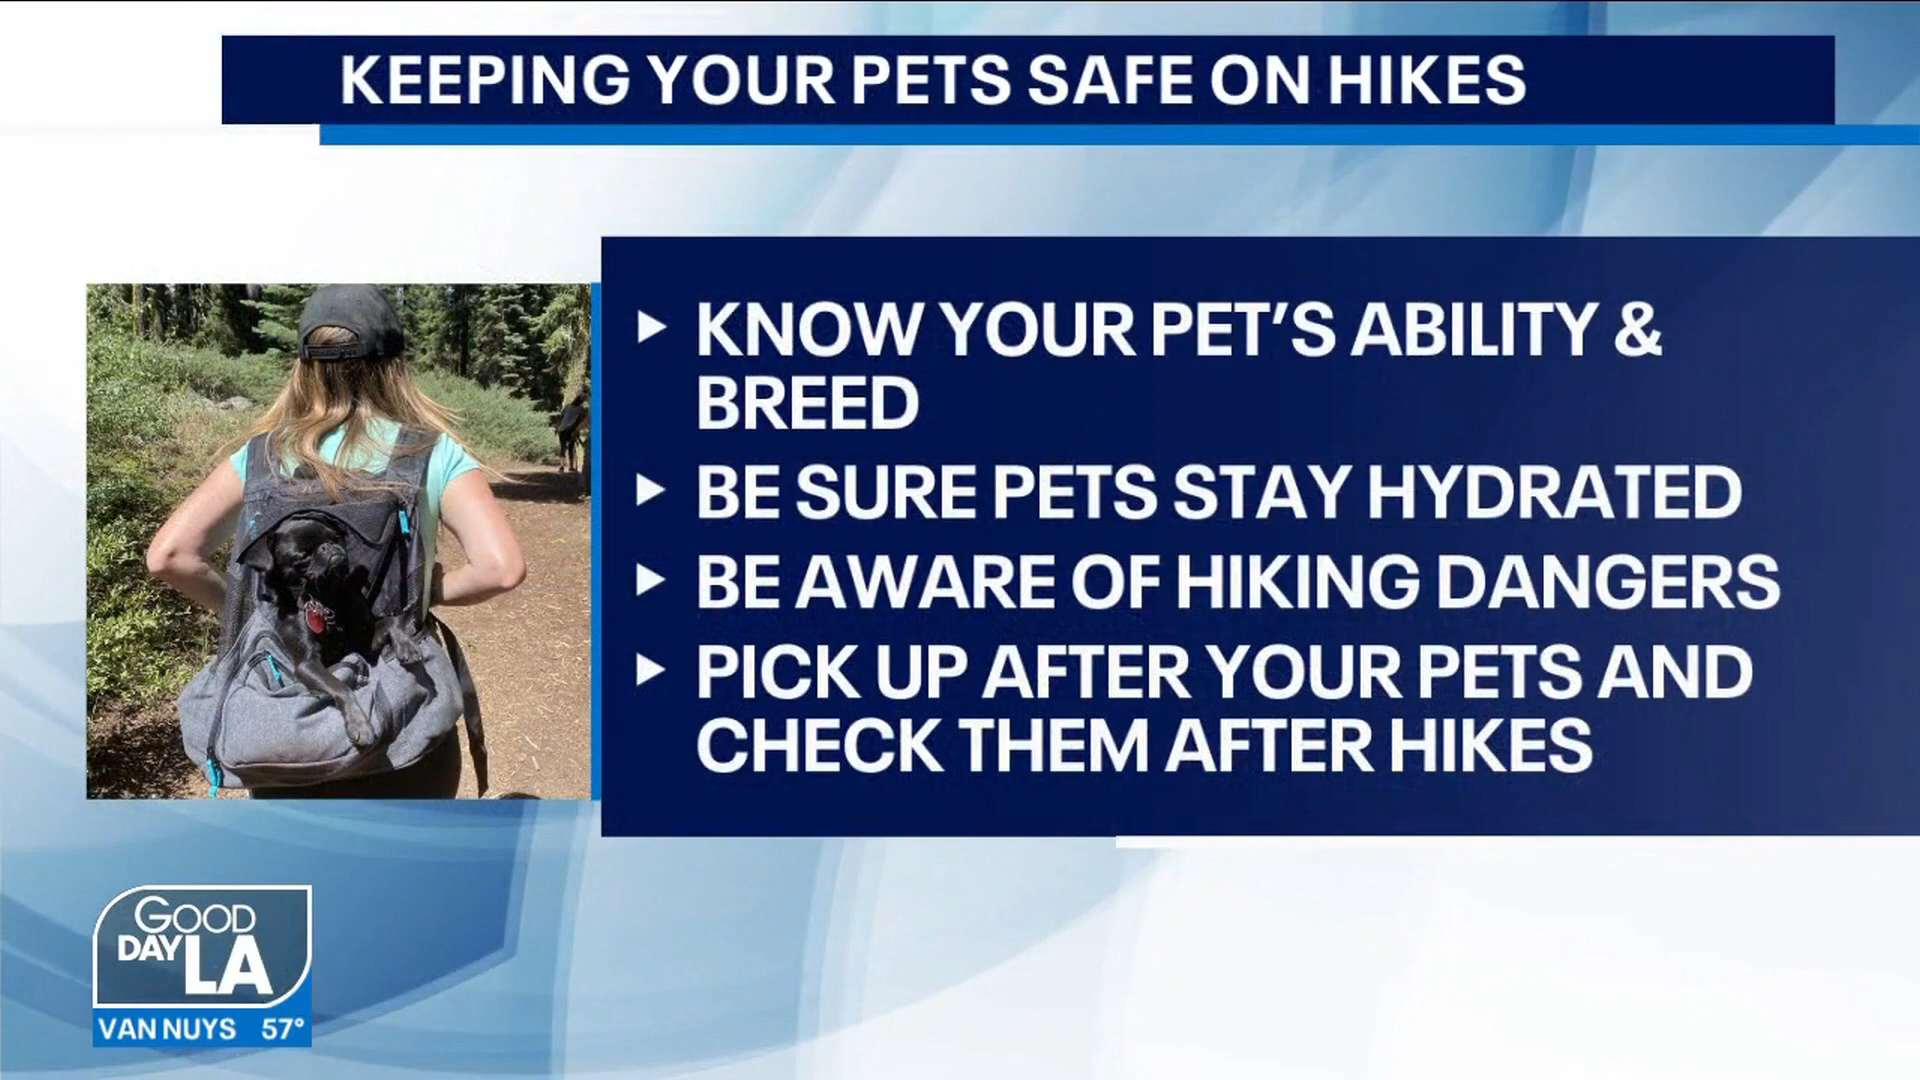 KEEPING YOUR PETS SAFE ON HIKES
KNOW YOUR PET’S ABILITY &
BREED
BE SURE PETS STAY HYDRATED
BE AWARE OF HIKING DANGERS
PICK UP AFTER YOUR PETS AND
CHECK THEM AFTER HIKES
GOOD
DAY LA
VAN NUYS 57°